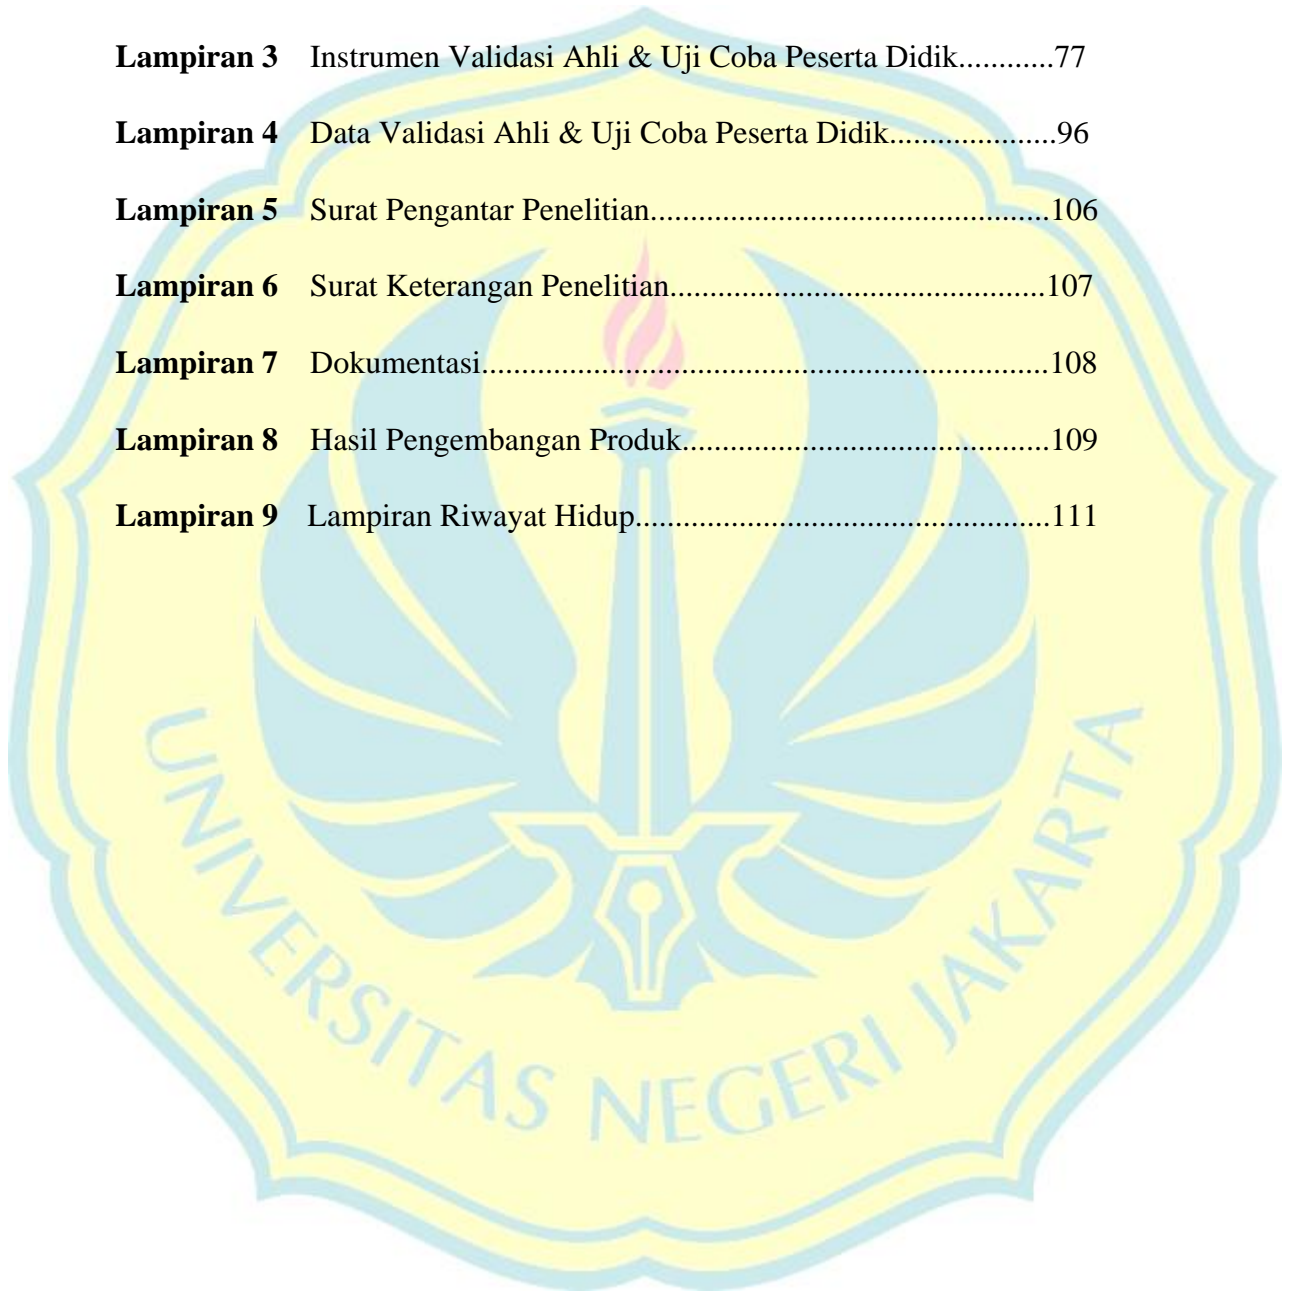 Lampiran 3 Instrumen Validasi Ahli & Uji Coba Peserta Didik............77
Lampiran 4 Data Validasi Ahli & Uji Coba Peserta Didik.....................96
Lampiran 5 Surat Pengantar Penelitian..................................................106
Lampiran 6 Surat Keterangan Penelitian...............................................107
Lampiran 7 Dokumentasi.......................................................................108
Lampiran 8 Hasil Pengembangan Produk..............................................109
Lampiran 9 Lampiran Riwayat Hidup....................................................111
UNIVERSITAS NEGERI JAKARTA